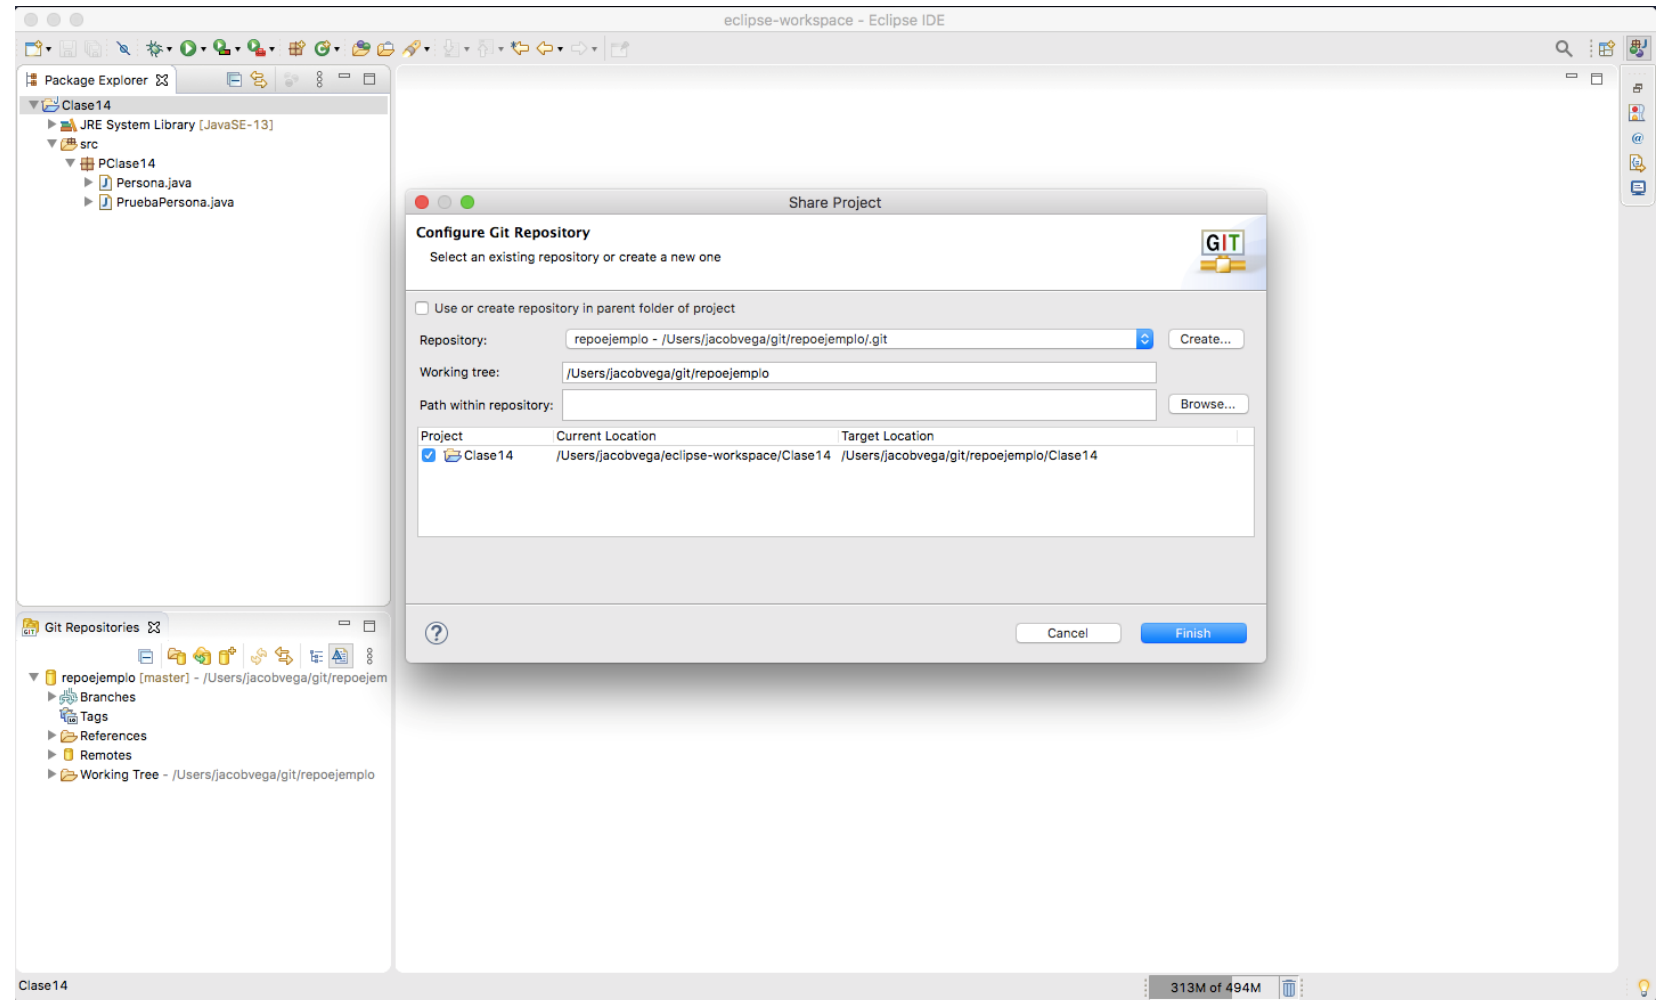 eclipse-workspace - Eclipse IDE
Package Explorer
Clase14
JRE System Library [JavaSE-13]
src
PClase14
Persona.java
PruebaPersona.java
Share Project
Configure Git Repository
Select an existing repository or create a new one
GIT
Use or create repository in parent folder of project
Repository: repoejemplo - /Users/jacobvega/git/repoejemplo/.git Create...
Working tree: /Users/jacobvega/git/repoejemplo
Path within repository: Browse...
Project Current Location Target Location
Clase14 /Users/jacobvega/eclipse-workspace/Clase14 /Users/jacobvega/git/repoejemplo/Clase14
? Cancel Finish
Git Repositories
repoejemplo [master] - /Users/jacobvega/git/repoejem
Branches
Tags
References
Remotes
Working Tree - /Users/jacobvega/git/repoejemplo
Clase14 313M of 494M